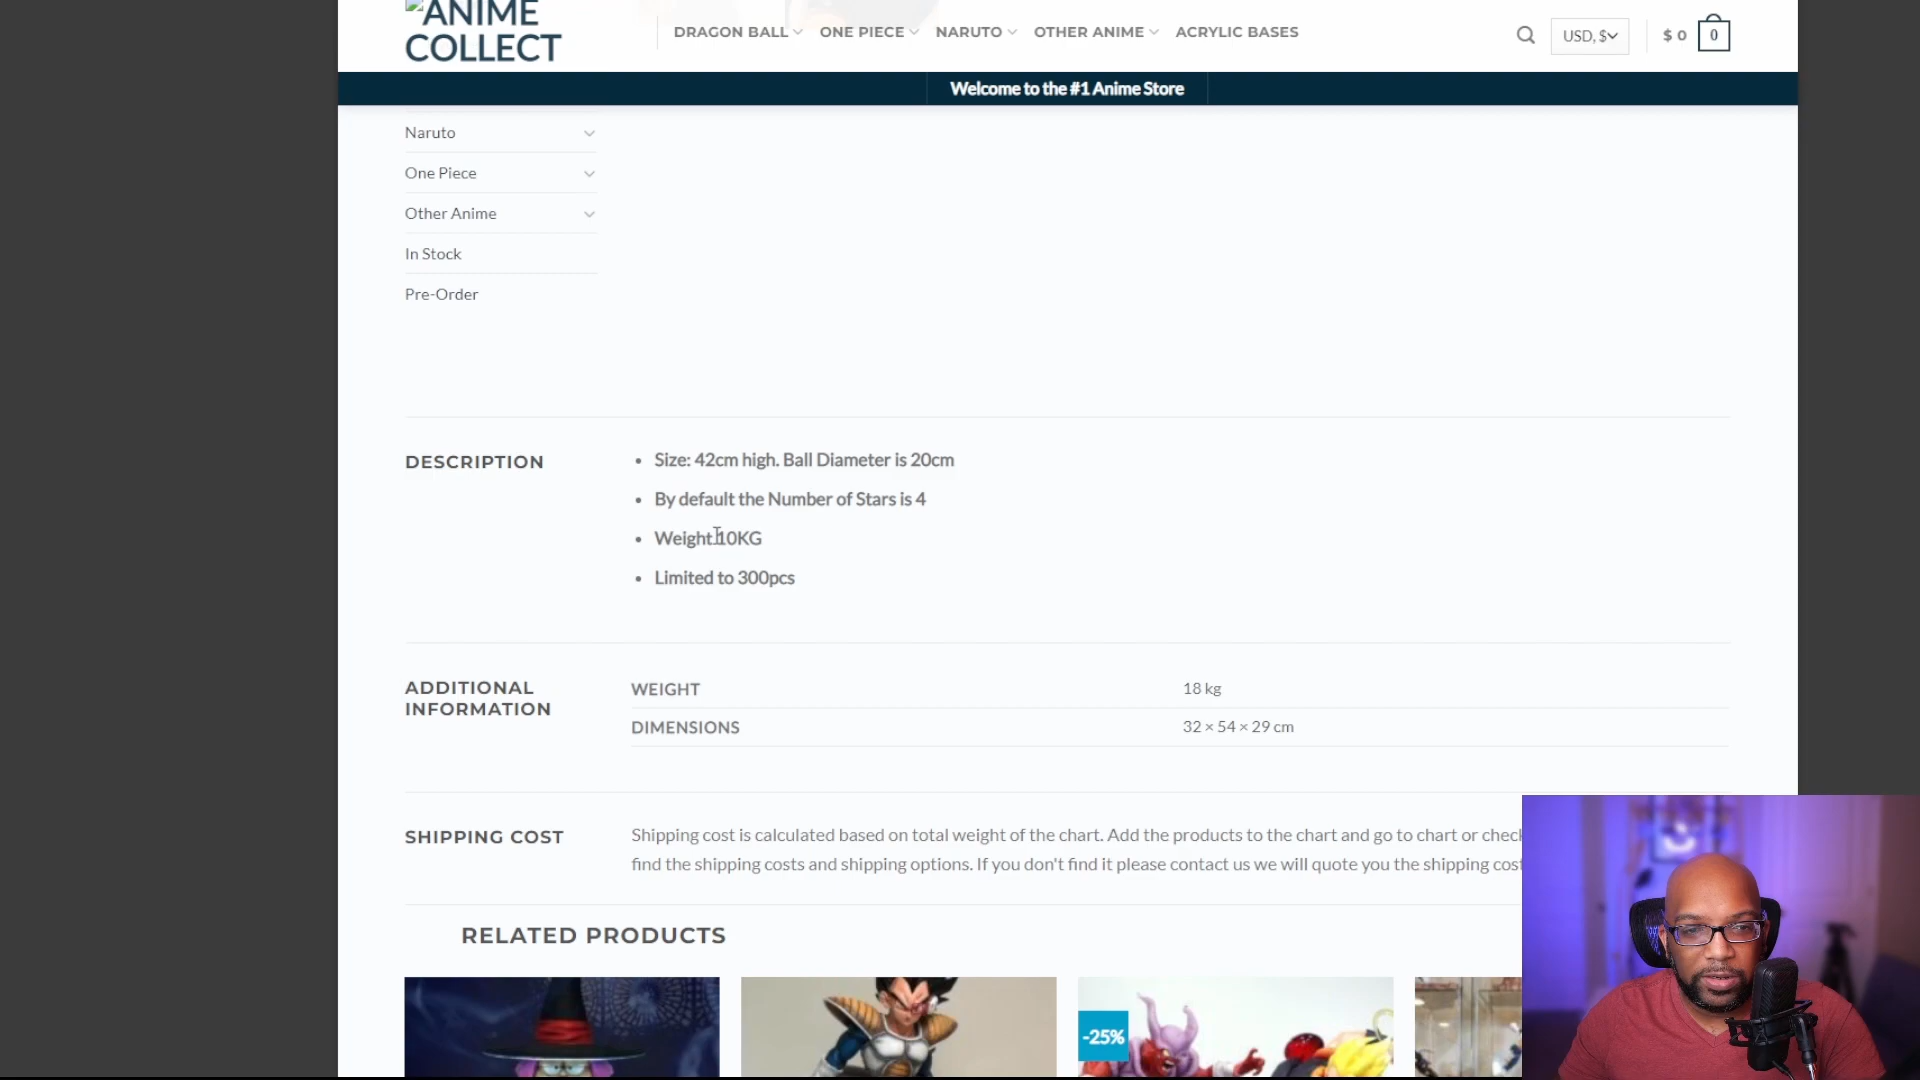 ANIME
COLLECT
DRAGON BALL
ONE PIECE
NARUTO
OTHER ANIME
ACRYLIC BASES
USD, $
$ 0
0
Welcome to the #1 Anime Store
Naruto
One Piece
Other Anime
In Stock
Pre-Order
DESCRIPTION
• Size: 42cm high. Ball Diameter is 20cm
• By default the Number of Stars is 4
• Weight:10KG
• Limited to 300pcs
ADDITIONAL
INFORMATION
WEIGHT
18 kg
DIMENSIONS
32 × 54 × 29 cm
SHIPPING COST
Shipping cost is calculated based on total weight of the chart. Add the products to the chart and go to chart or chec
find the shipping costs and shipping options. If you don't find it please contact us we will quote you the shipping cos
RELATED PRODUCTS
-25%